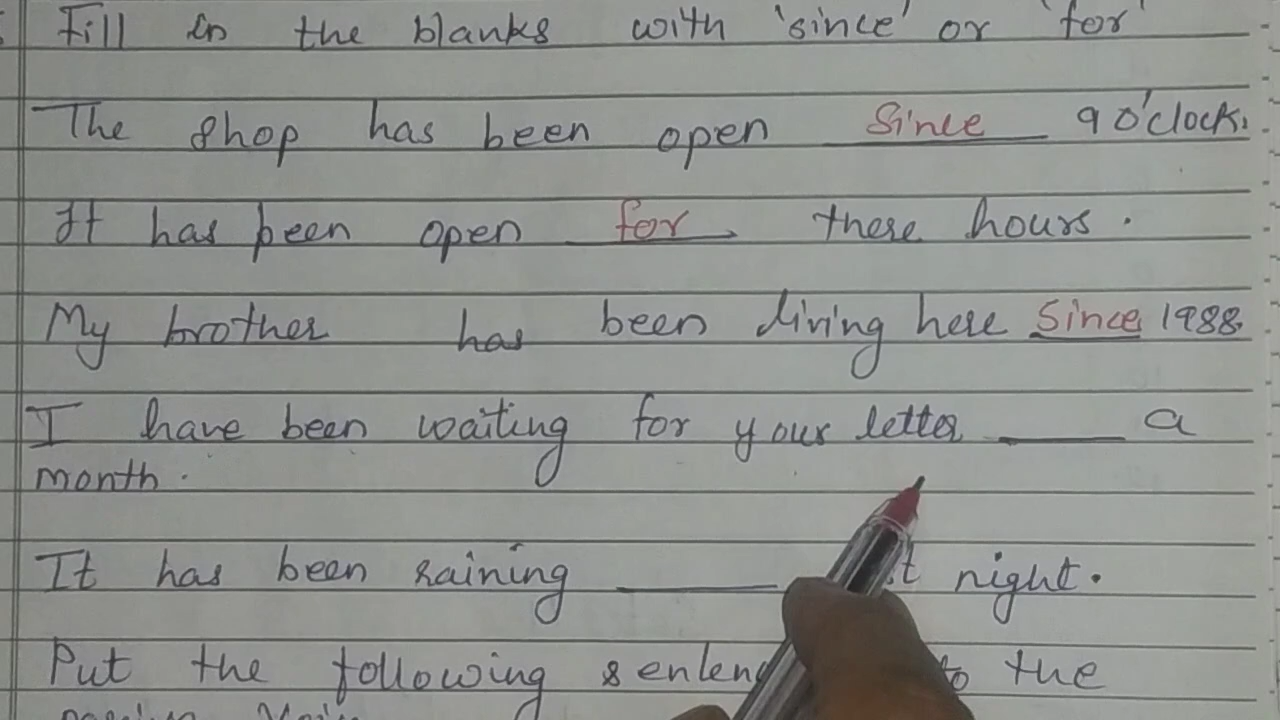 Fill in the blanks with 'since' or 'for'
The shop has been open Since 9 O'clock.
It has been open for these hours.
My brother has been living here Since 1988
I have been waiting for your letter ____ a
month.
It has been raining ____ night.
Put the following to the